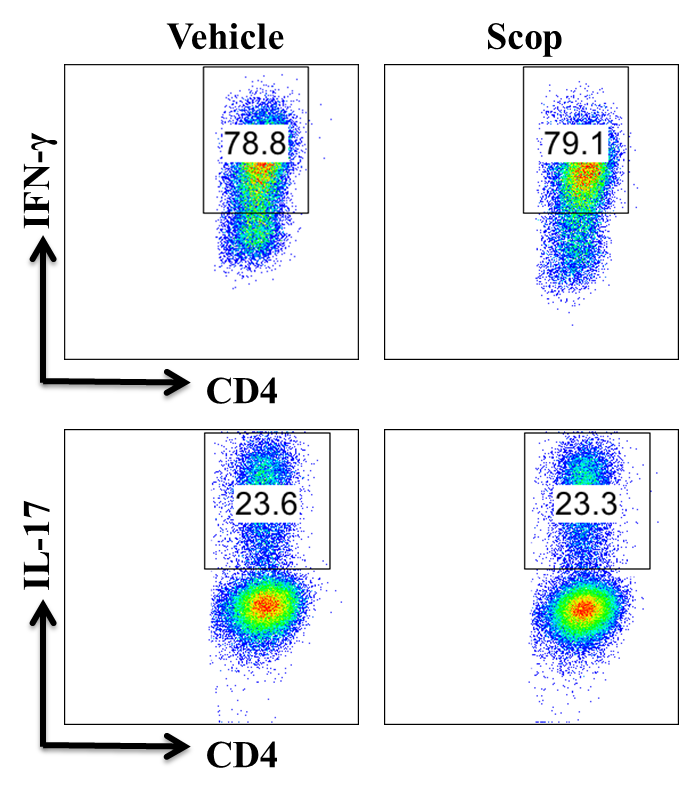 Vehicle
Scop
IFN-γ
78.8
79.1
CD4
IL-17
23.6
23.3
CD4